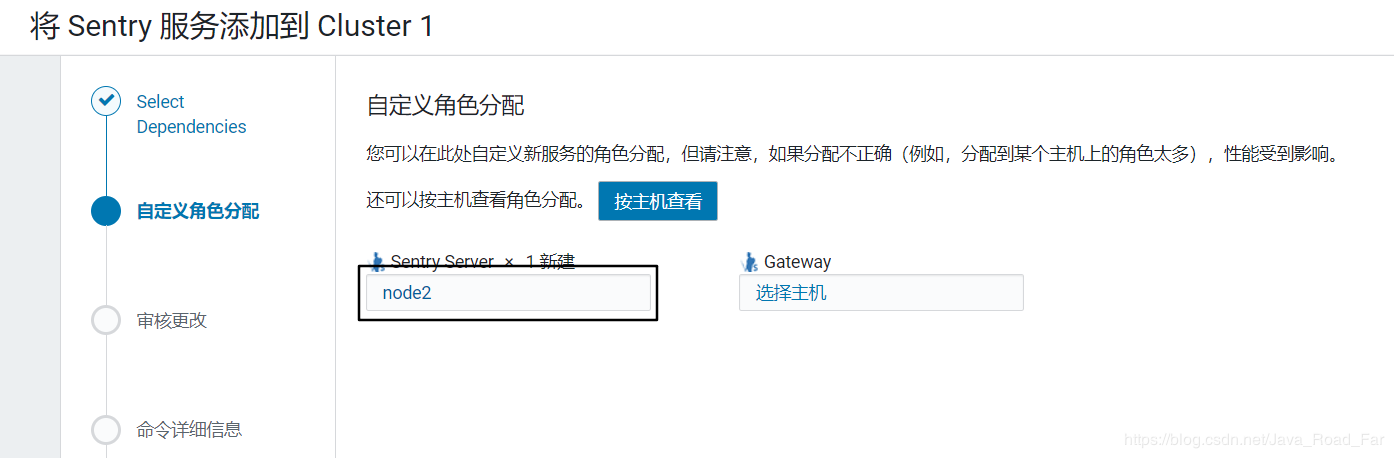 将 Sentry 服务添加到 Cluster 1
Select
Dependencies
自定义角色分配
审核更改
命令详细信息
自定义角色分配
您可以在此处自定义新服务的角色分配，但请注意，如果分配不正确（例如，分配到某个主机上的角色太多），性能受到影响。
还可以按主机查看角色分配。 按主机查看
Sentry Server × 1 新建
node2
Gateway
选择主机
https://blog.csdn.net/Java_Road_Far